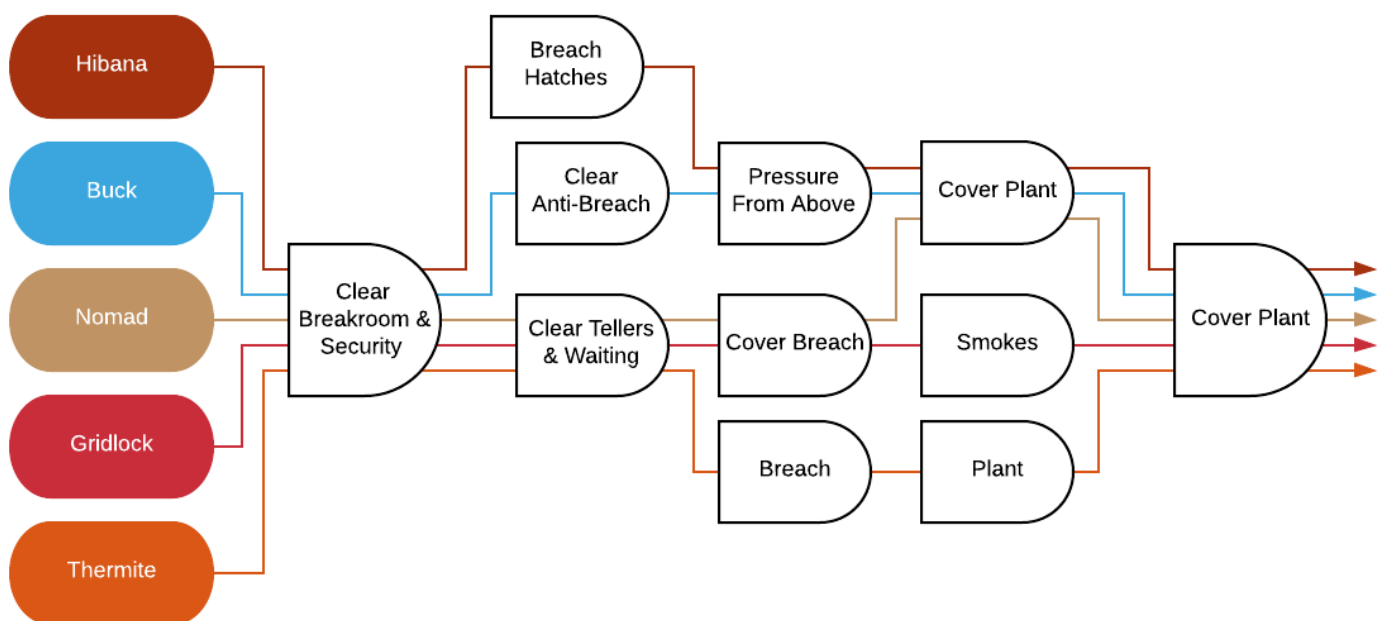 Hibana
Buck
Nomad
Gridlock
Thermite
Clear
Breakroom &
Security
Breach
Hatches
Clear
Anti-Breach
Clear Tellers
& Waiting
Pressure
From Above
Cover Breach
Breach
Cover Plant
Smokes
Plant
Cover Plant